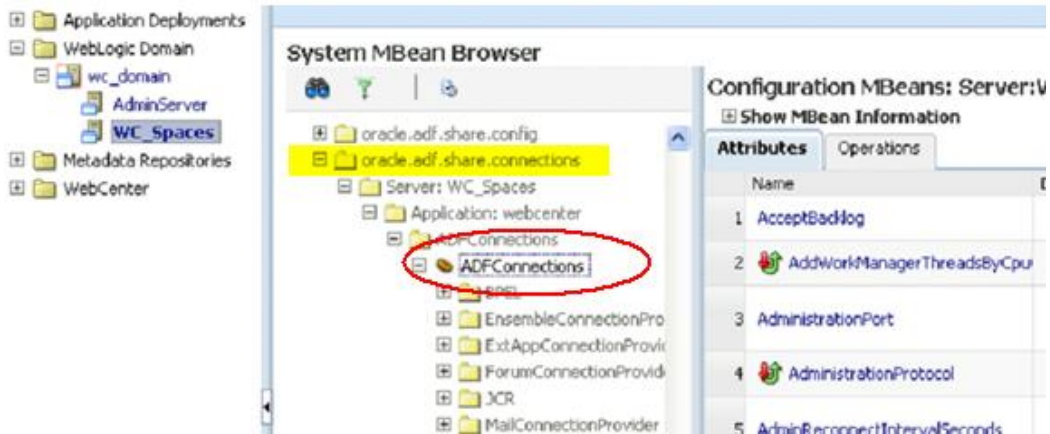 Application Deployments
WebLogic Domain
wc_domain
AdminServer
WC_Spaces
Metadata Repositories
WebCenter
System MBean Browser
oracle.adf.share.config
oracle.adf.share.connections
Server: WC_Spaces
Application: webcenter
ADFConnections
ADFConnections
BPEL
EnsembleConnectionPro
ExtAppConnectionProvi
ForumConnectionProvid
JCR
MailConnectionProvider
Configuration MBeans: Server:
Show MBean Information
Attributes Operations
Name
1 AcceptBacklog
2 AddWorkManagerThreadsByCpu
3 AdministrationPort
4 AdministrationProtocol
5 AdminReconnectIntervalSeconds